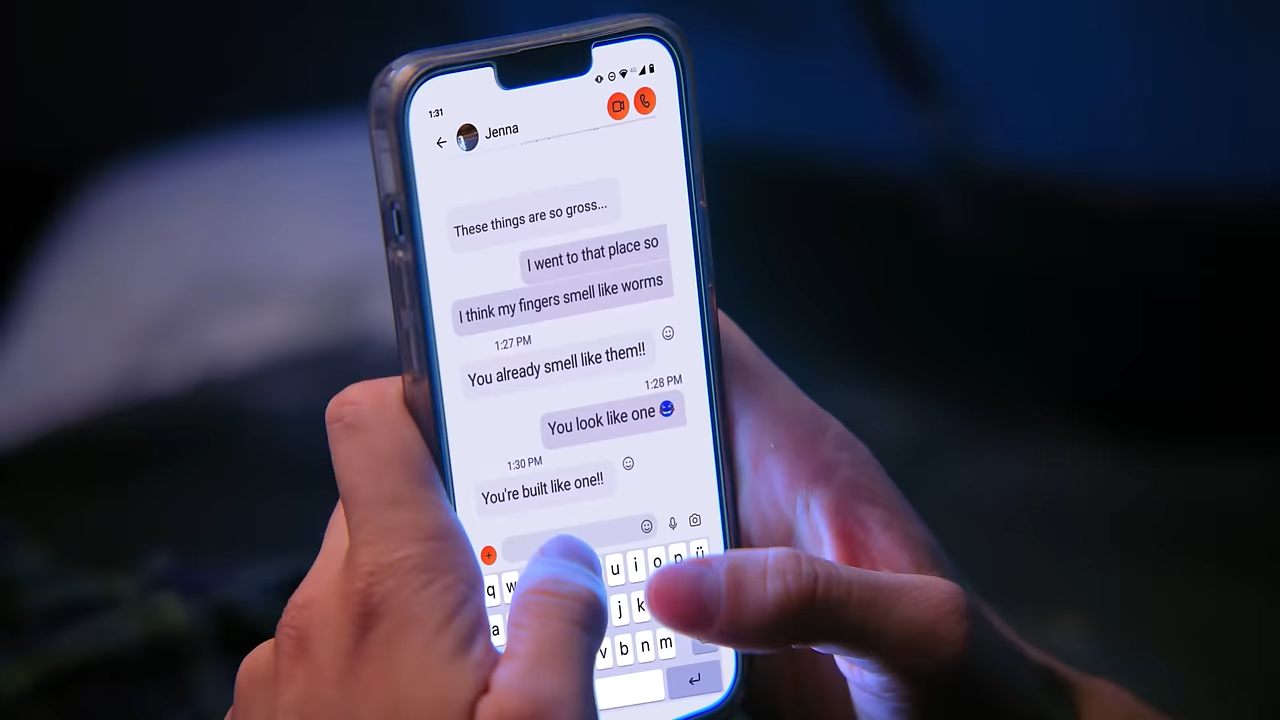 1:31
Jenna
These things are so gross...
I went to that place so
I think my fingers smell like worms
1:27 PM
You already smell like them!!
1:28 PM
You look like one 😂
1:30 PM
You're built like one!!
q w u i o p ü
a j k
v b n m